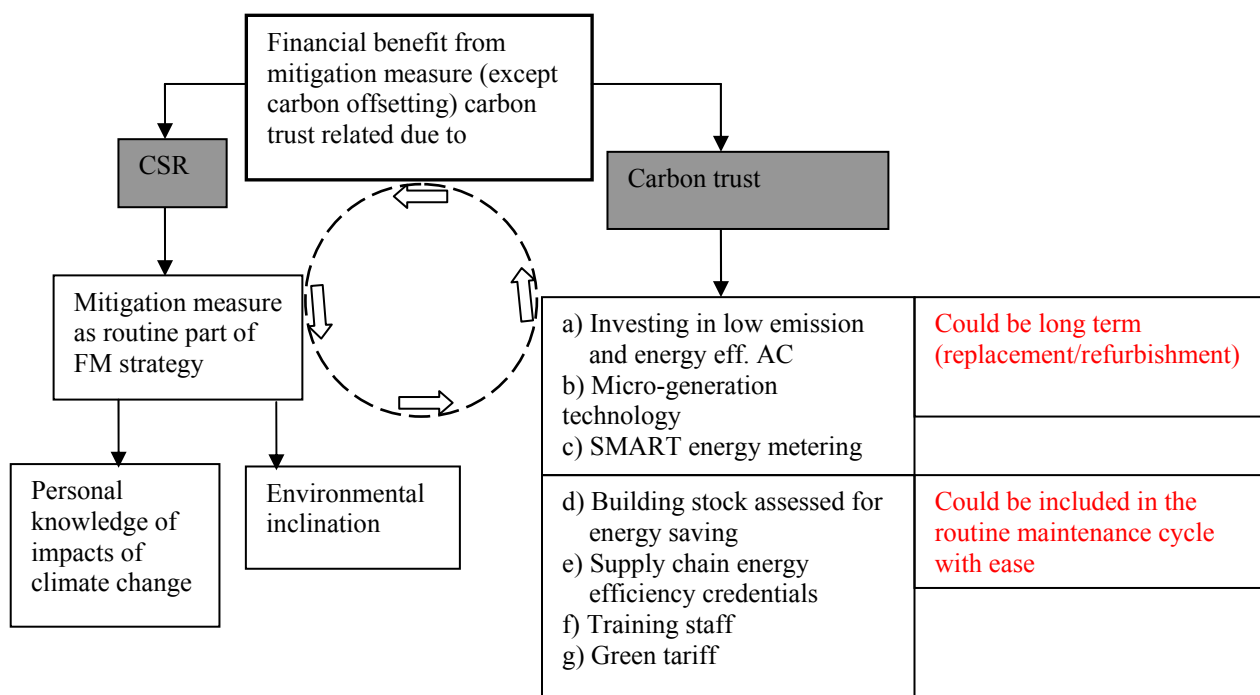 Financial benefit from
mitigation measure (except
carbon offsetting) carbon
trust related due to
CSR
Carbon trust
Mitigation measure
as routine part of
FM strategy
Personal
knowledge of
impacts of
climate change
Environmental
inclination
a) Investing in low emission
and energy eff. AC
b) Micro-generation
technology
c) SMART energy metering
Could be long term
(replacement/refurbishment)
d) Building stock assessed for
energy saving
e) Supply chain energy
efficiency credentials
f) Training staff
g) Green tariff
Could be included in the
routine maintenance cycle
with ease